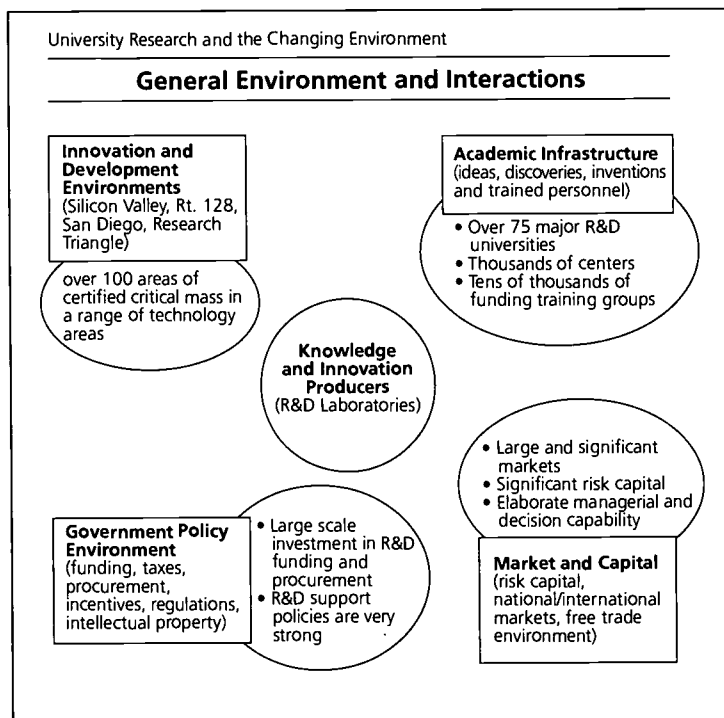 University Research and the Changing Environment
General Environment and Interactions
Innovation and
Development
Environments
(Silicon Valley, Rt. 128,
San Diego, Research
Triangle)
over 100 areas of
certified critical mass in
a range of technology
areas
Academic Infrastructure
(ideas, discoveries, inventions
and trained personnel)
• Over 75 major R&D
universities
• Thousands of centers
• Tens of thousands of
funding training groups
Knowledge
and Innovation
Producers
(R&D Laboratories)
Government Policy
Environment
(funding, taxes,
procurement,
incentives, regulations,
intellectual property)
• Large scale
investment in R&D
funding and
procurement
• R&D support
policies are very
strong
• Large and significant
markets
• Significant risk capital
• Elaborate managerial and
decision capability
Market and Capital
(risk capital,
national/international
markets, free trade
environment)